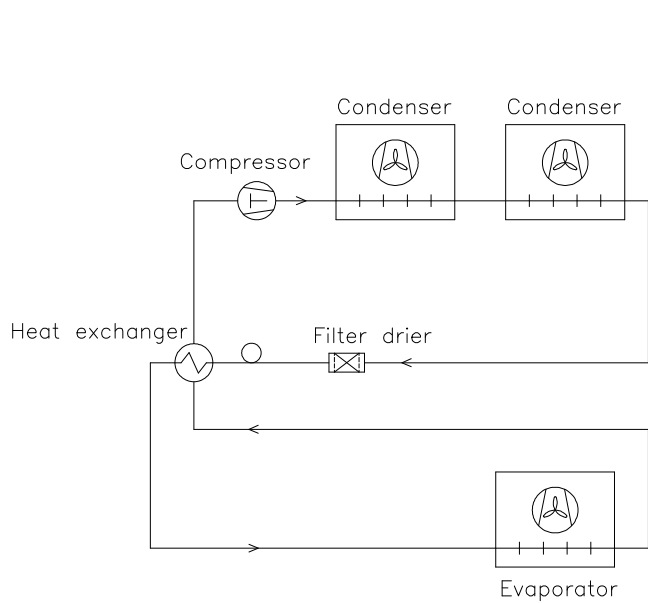 Condenser
Condenser
Compressor
Heat exchanger
Filter drier
Evaporator